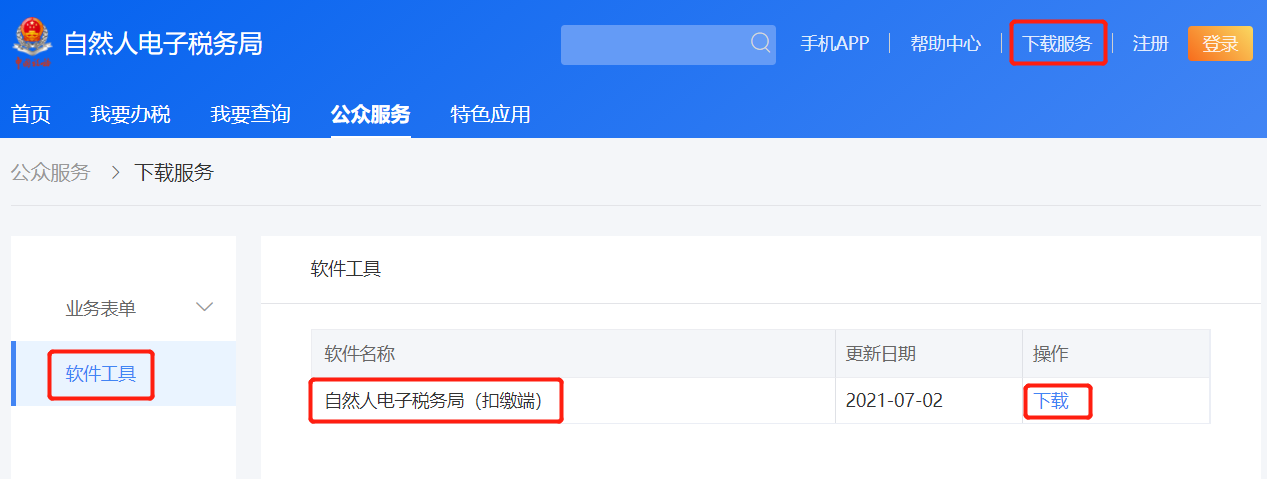 自然人电子税务局
手机APP
帮助中心
下载服务
注册
登录
首页
我要办税
我要查询
公众服务
特色应用
公众服务 > 下载服务
业务表单
软件工具
软件工具
软件名称
更新日期
操作
自然人电子税务局（扣缴端）
2021-07-02
下载